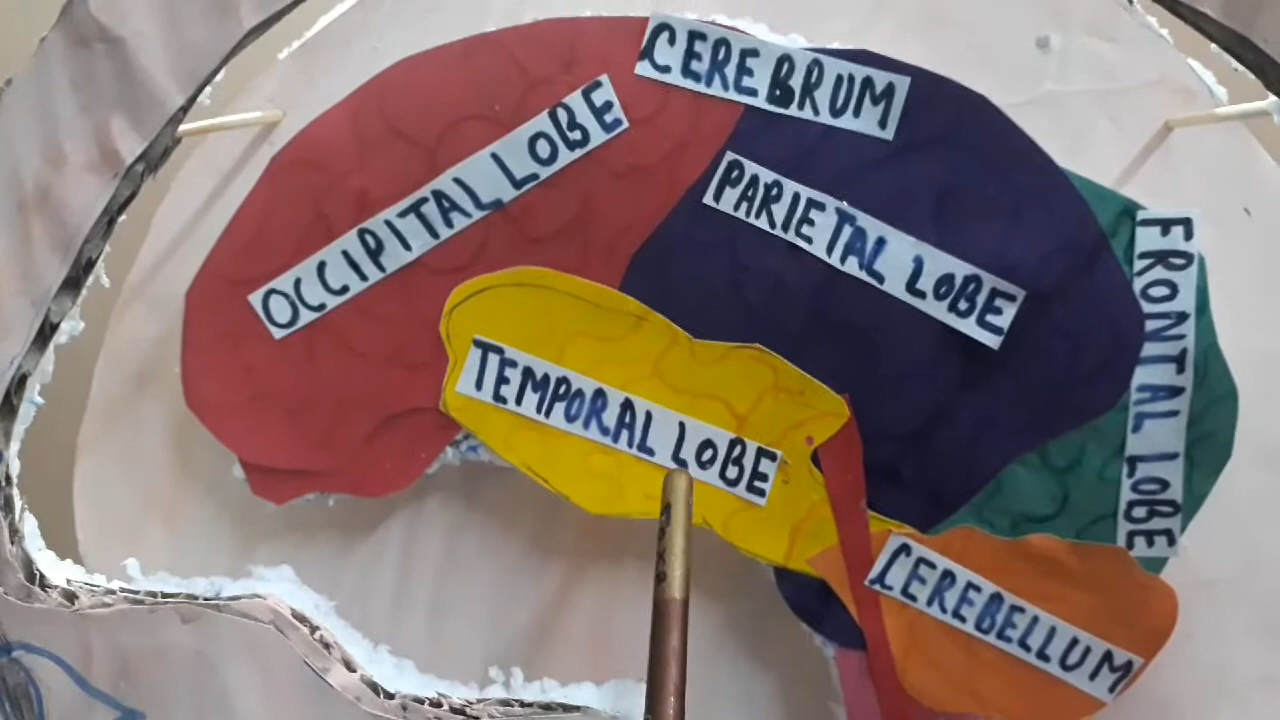 CEREBRUM
OCCIPITAL LOBE
PARIETAL LOBE
FRONTAL LOBE
TEMPORAL LOBE
CEREBELLUM